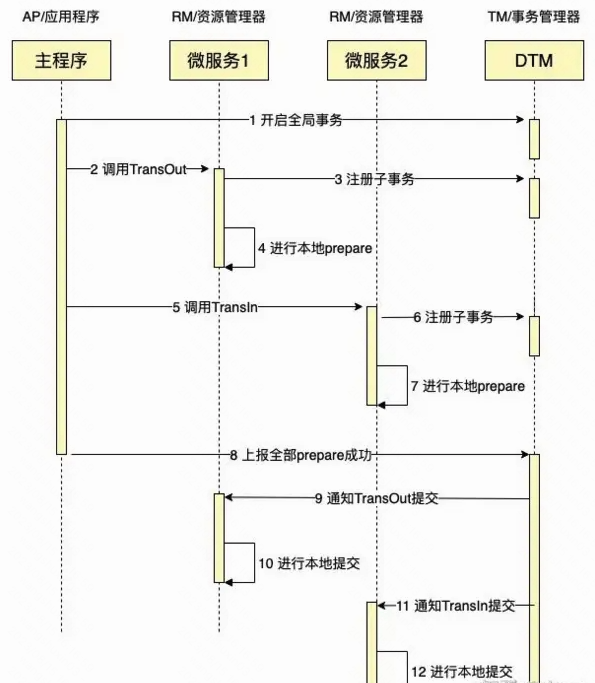 AP/应用程序
RM/资源管理器
RM/资源管理器
TM/事务管理器
主程序
微服务1
微服务2
DTM
1 开启全局事务
2 调用TransOut
3 注册子事务
4 进行本地prepare
5 调用TransIn
6 注册子事务
7 进行本地prepare
8 上报全部prepare成功
9 通知TransOut提交
10 进行本地提交
11 通知TransIn提交
12 进行本地提交